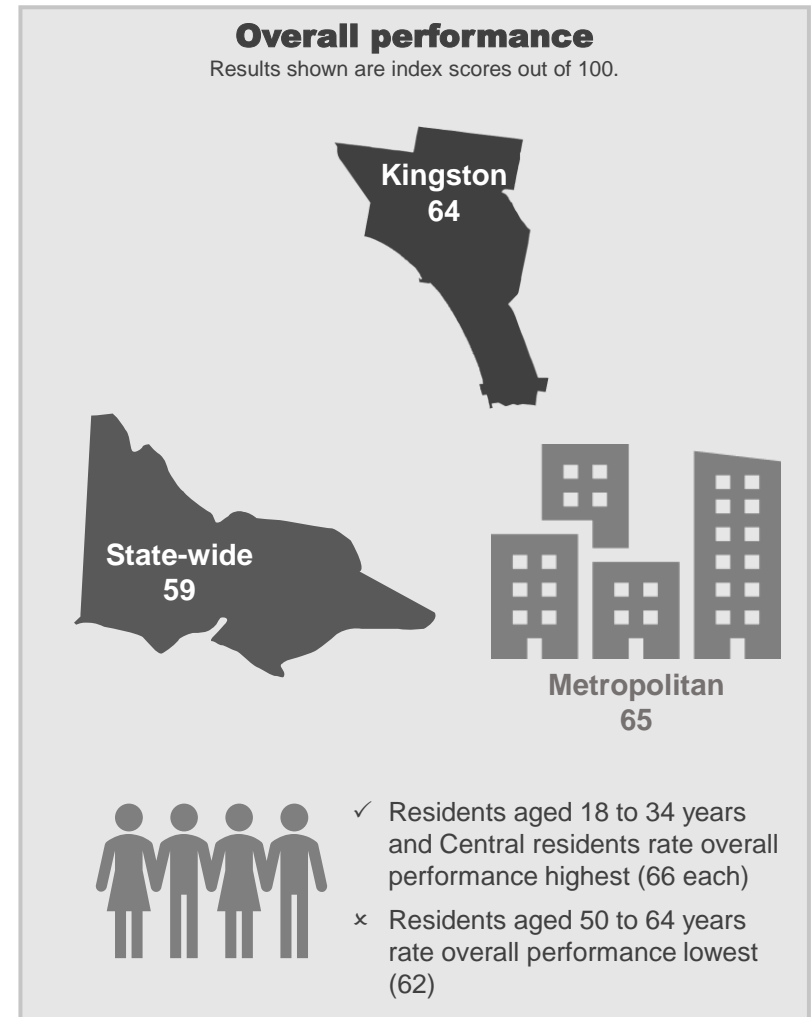 Overall performance
Results shown are index scores out of 100.
Kingston
64
State-wide
59
Metropolitan
65
✓ Residents aged 18 to 34 years
and Central residents rate overall
performance highest (66 each)
× Residents aged 50 to 64 years
rate overall performance lowest
(62)